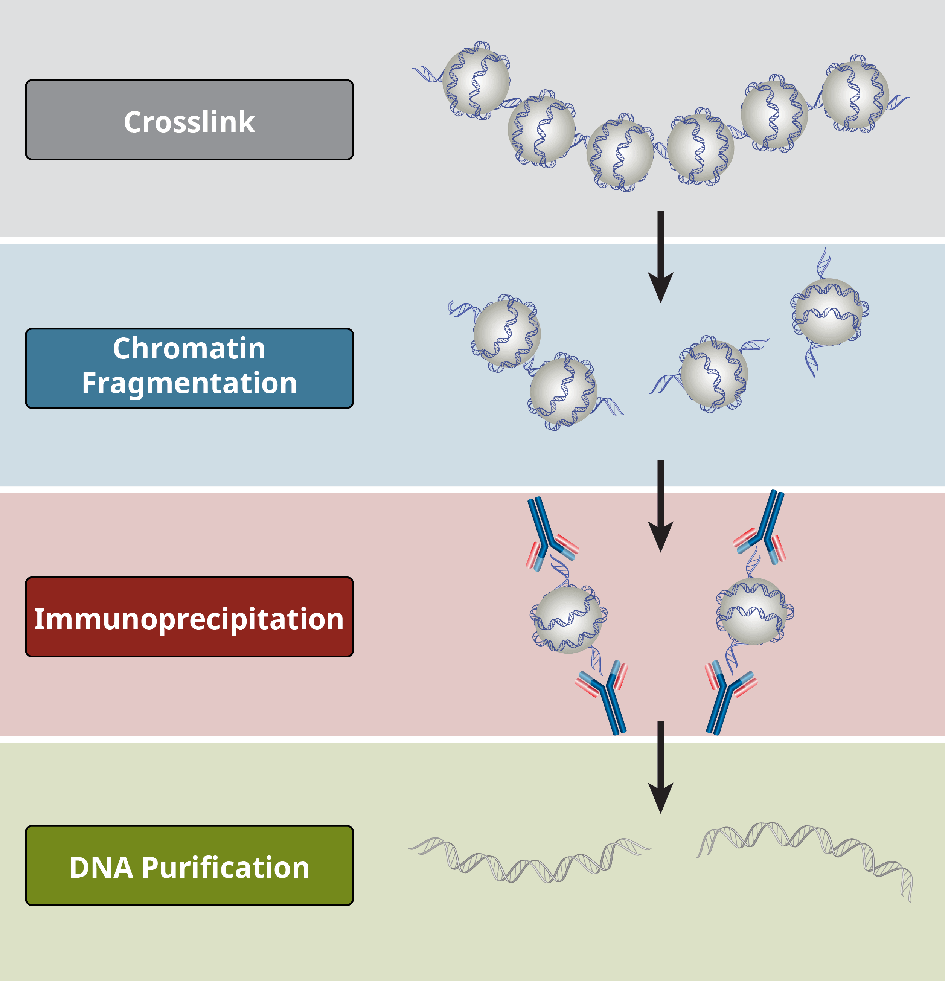 Crosslink
Chromatin
Fragmentation
Immunoprecipitation
DNA Purification